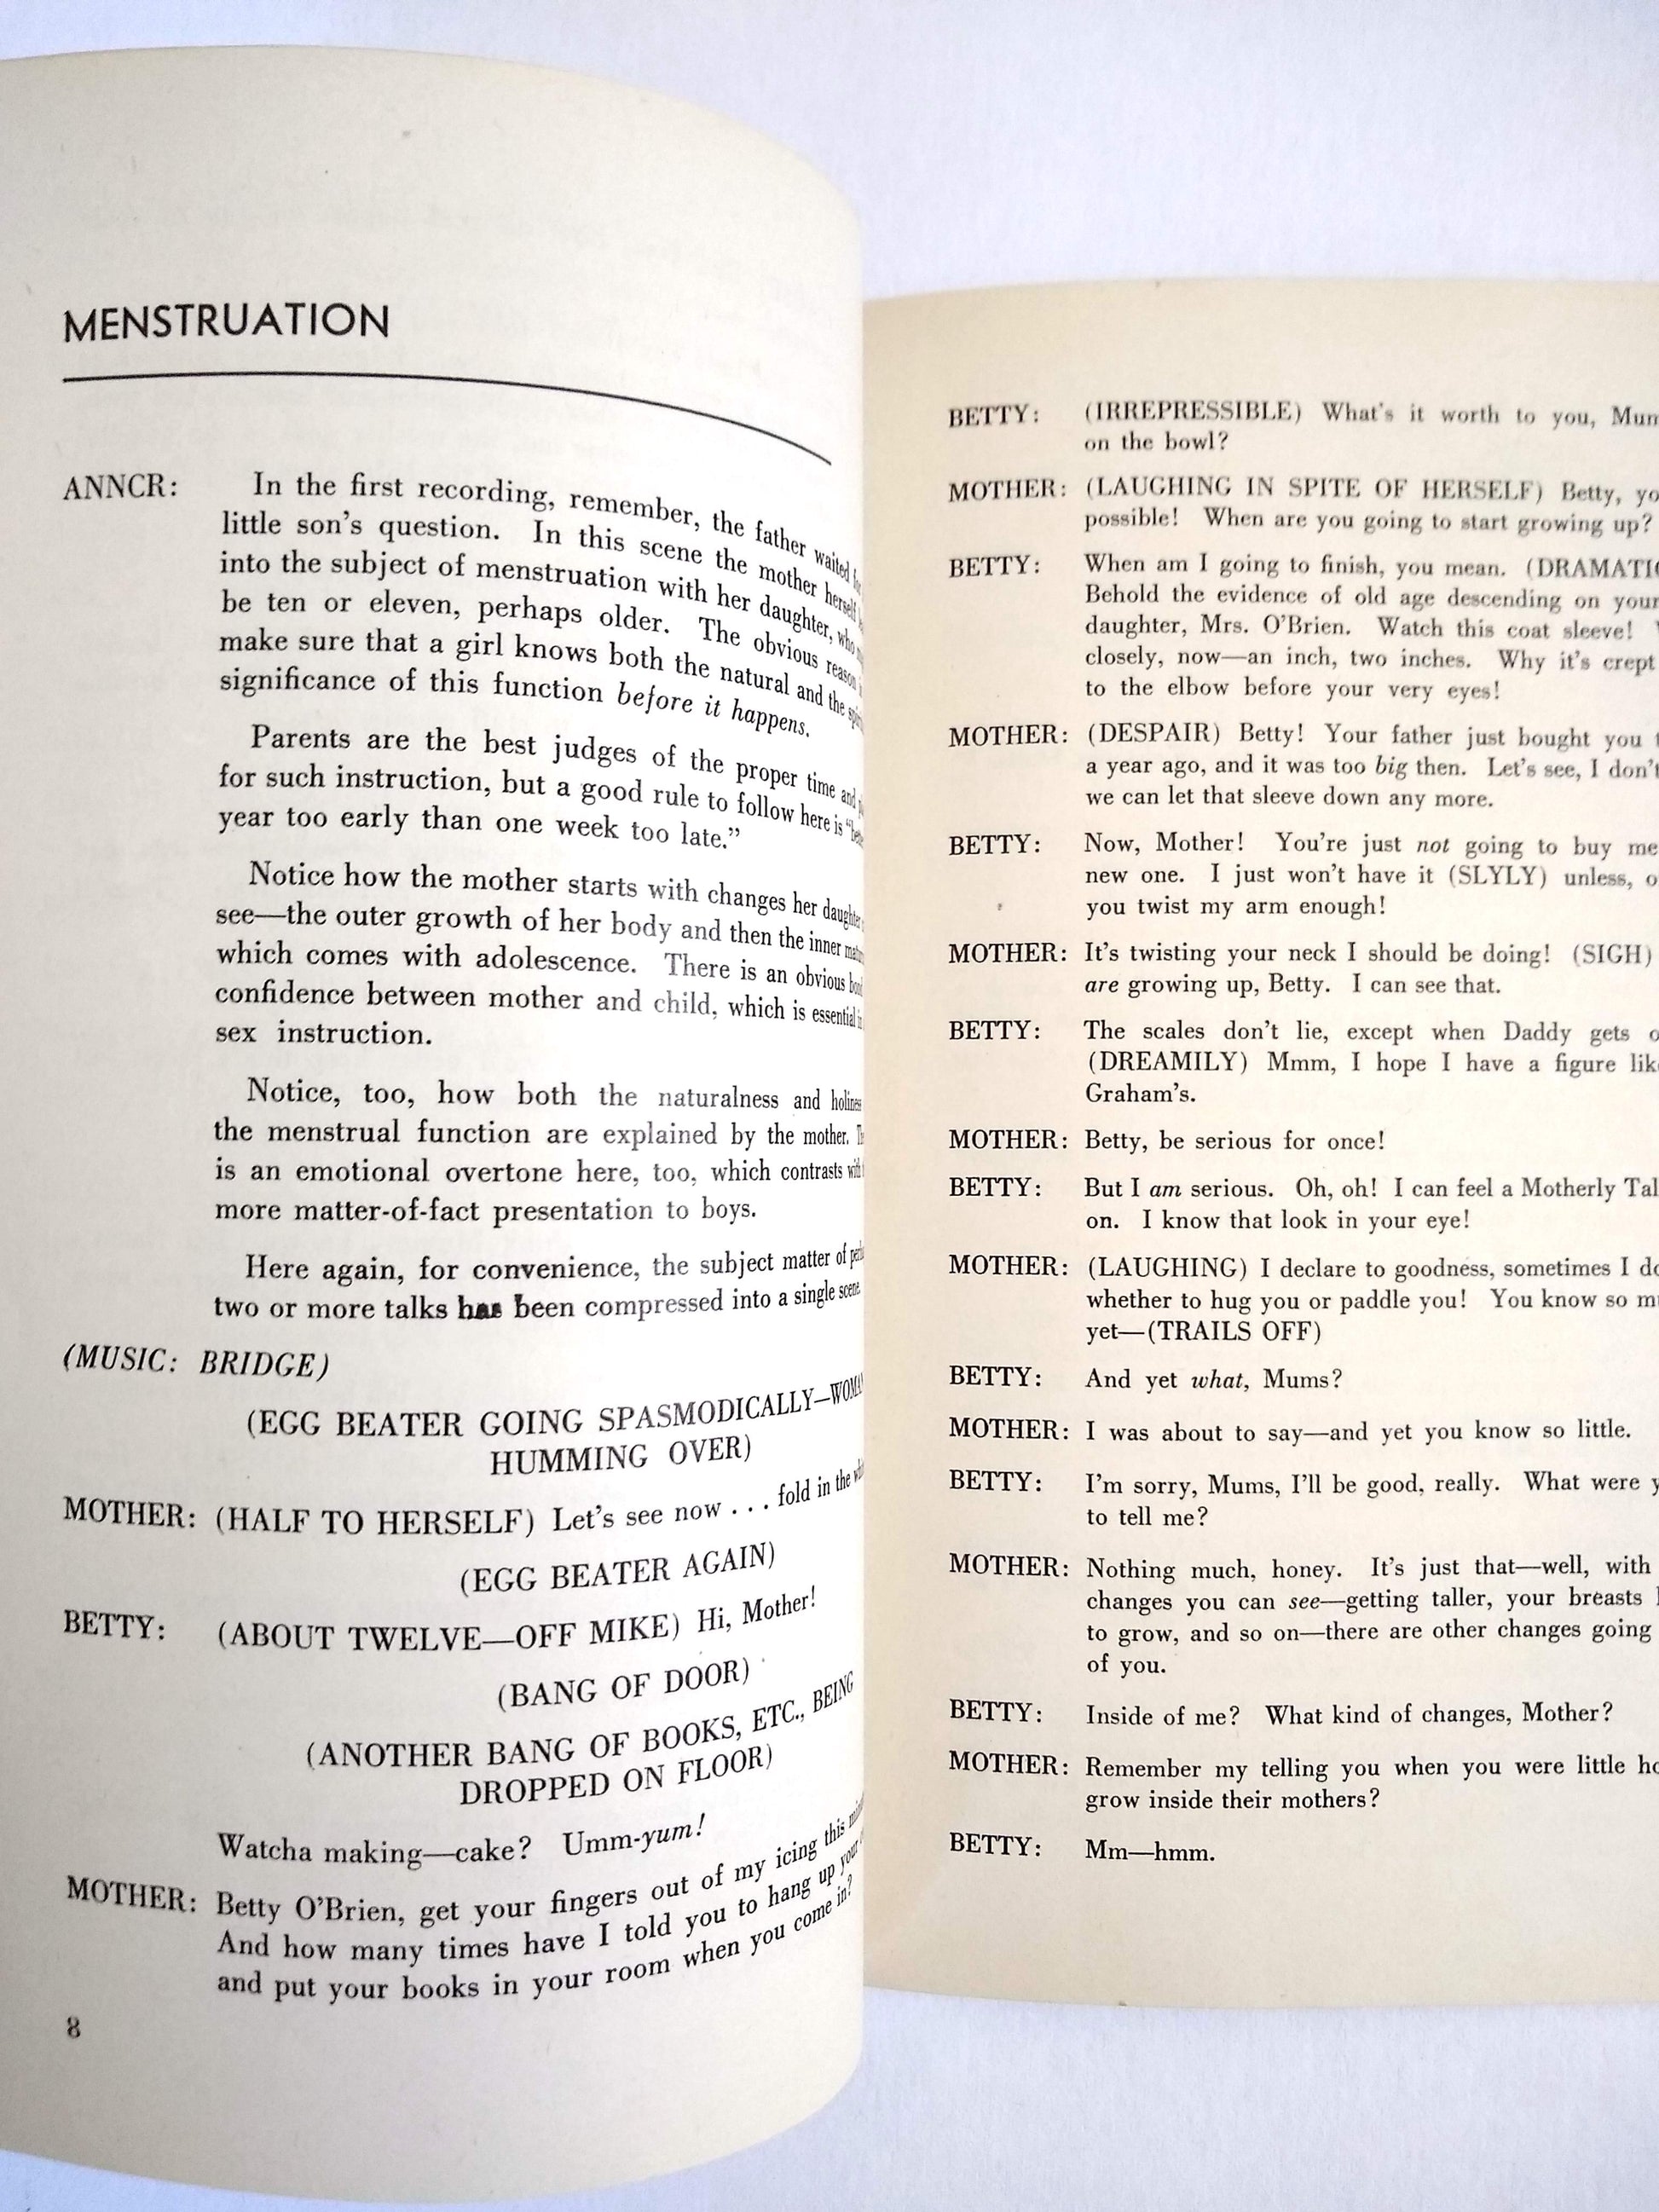 MENSTRUATION
ANNCR: In the first recording, remember, the father waited
little son's question. In this scene the mother herself
into the subject of menstruation with her daughter, who
be ten or eleven, perhaps older. The obvious reason
make sure that a girl knows both the natural and the
significance of this function before it happens.
Parents are the best judges of the proper time and
for such instruction, but a good rule to follow here is
year too early than one week too late."
Notice how the mother starts with changes her daughter
see—the outer growth of her body and then the inner
which comes with adolescence. There is an obvious
confidence between mother and child, which is essential
sex instruction.
Notice, too, how both the naturalness and
the menstrual function are explained by the mother.
is an emotional overtone here, too, which contrasts
more matter-of-fact presentation to boys.
Here again, for convenience, the subject matter of
two or more talks has been compressed into a single scene.
(MUSIC: BRIDGE)
(EGG BEATER GOING SPASMODICALLY—
HUMMING OVER)
MOTHER: (HALF TO HERSELF) Let's see now . . . fold in the
(EGG BEATER AGAIN)
BETTY: (ABOUT TWELVE—OFF MIKE) Hi, Mother!
(BANG OF DOOR)
(ANOTHER BANG OF BOOKS, ETC., BEING
DROPPED ON FLOOR)
Watcha making—cake? Umm-yum!
MOTHER: Betty O'Brien, get your fingers out of my icing this
And how many times have I told you to hang up your
and put your books in your room when you come in?
8
BETTY: (IRREPRESSIBLE) What's it worth to you,
on the bowl?
MOTHER: (LAUGHING IN SPITE OF HERSELF) Betty,
possible! When are you going to start growing up?
BETTY: When am I going to finish, you mean.
Behold the evidence of old age descending on your
daughter, Mrs. O'Brien. Watch this coat sleeve!
closely, now—an inch, two inches. Why it's crept
to the elbow before your very eyes!
MOTHER: (DESPAIR) Betty! Your father just bought you
a year ago, and it was too big then. Let's see, I don't
we can let that sleeve down any more.
BETTY: Now, Mother! You're just not going to buy me
new one. I just won't have it (SLYLY) unless,
you twist my arm enough!
MOTHER: It's twisting your neck I should be doing! (SIGH)
are growing up, Betty. I can see that.
BETTY: The scales don't lie, except when Daddy gets
(DREAMILY) Mmm, I hope I have a figure
Graham's.
MOTHER: Betty, be serious for once!
BETTY: But I am serious. Oh, oh! I can feel a Motherly
on. I know that look in your eye!
MOTHER: (LAUGHING) I declare to goodness, sometimes I
whether to hug you or paddle you! You know so
yet—(TRAILS OFF)
BETTY: And yet what, Mums?
MOTHER: I was about to say—and yet you know so little.
BETTY: I'm sorry, Mums, I'll be good, really. What were
to tell me?
MOTHER: Nothing much, honey. It's just that—well, with
changes you can see—getting taller, your breasts
to grow, and so on—there are other changes going
of you.
BETTY: Inside of me? What kind of changes, Mother?
MOTHER: Remember my telling you when you were little
grow inside their mothers?
BETTY: Mm—hmm.